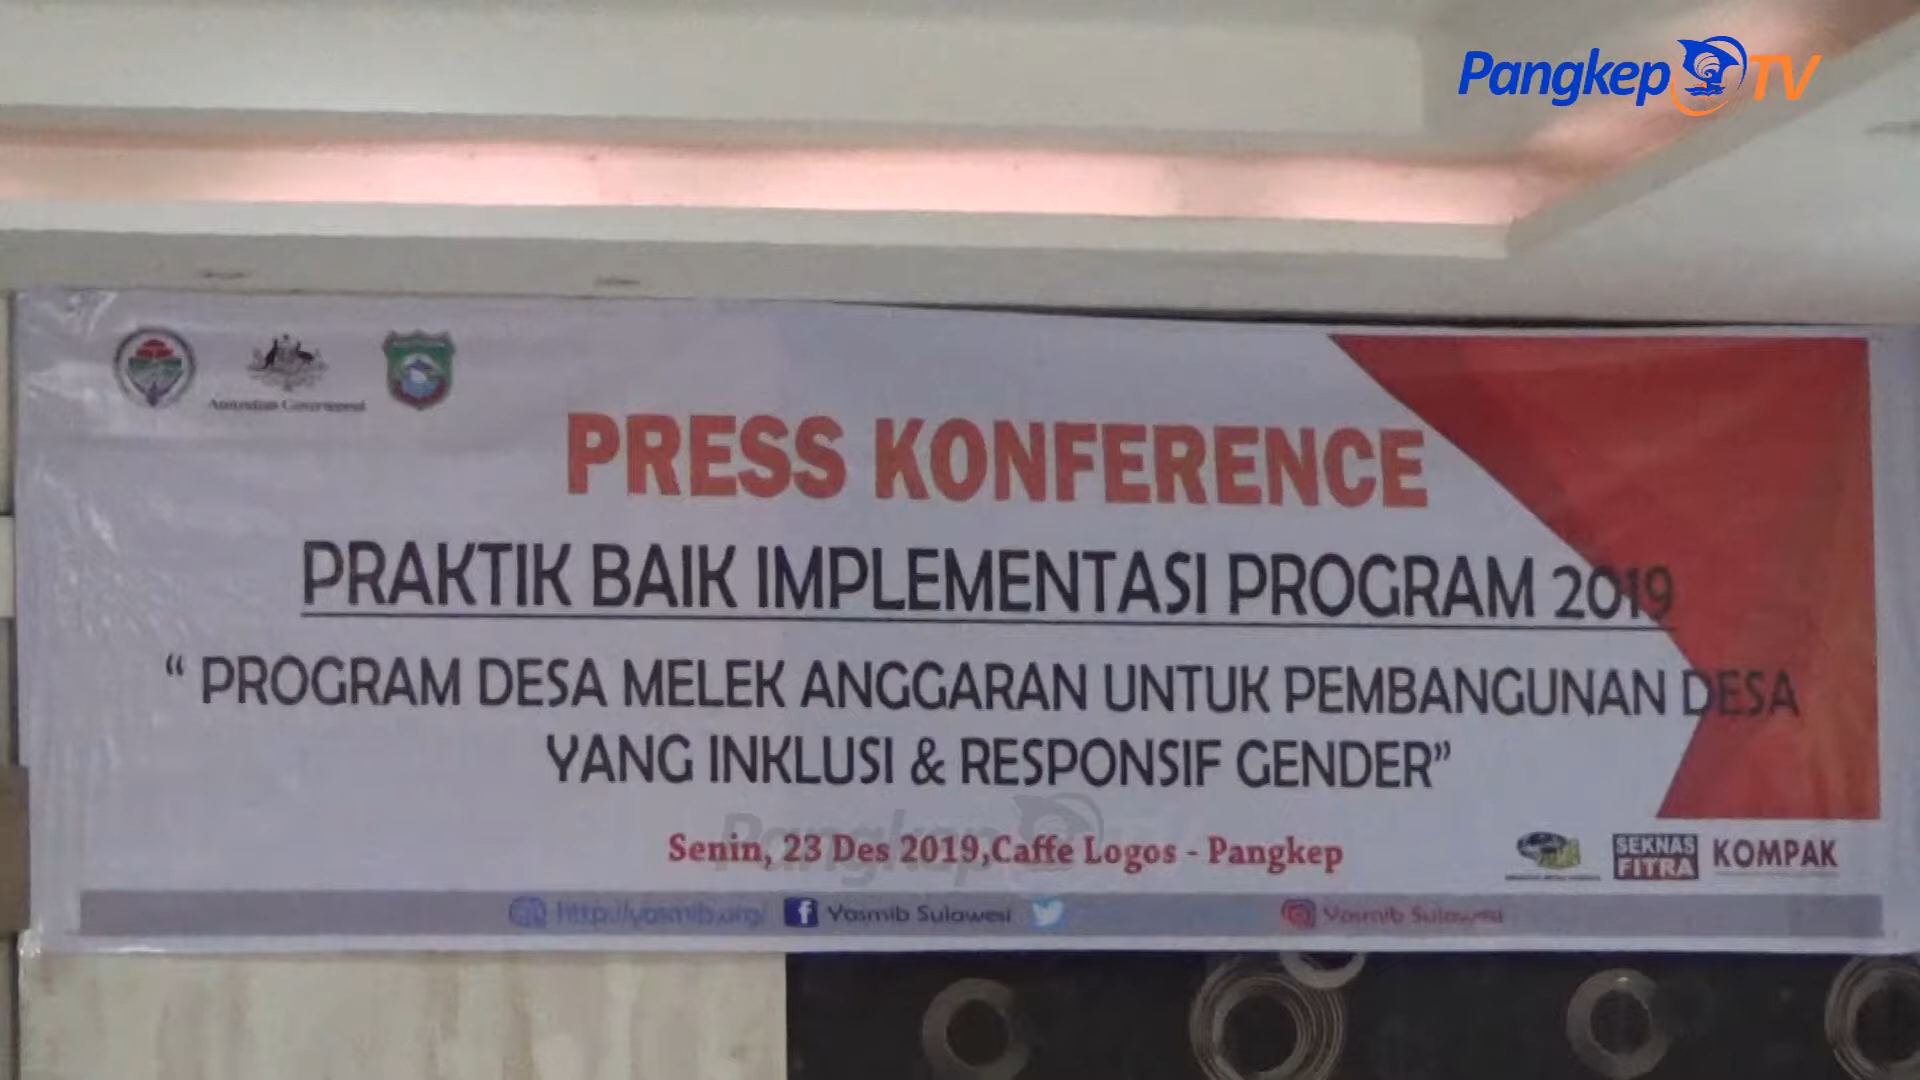 Pangkep TV
Australian Government
PRESS KONFERENCE
PRAKTIK BAIK IMPLEMENTASI PROGRAM 2019
“ PROGRAM DESA MELEK ANGGARAN UNTUK PEMBANGUNAN DESA
YANG INKLUSI & RESPONSIF GENDER”
Pangkep
Senin, 23 Des 2019,Caffe Logos - Pangkep
SEKNAS
FITRA
KOMPAK
http://yasmib.org/ Yasmib Sulawesi Yasmib Sulawesi